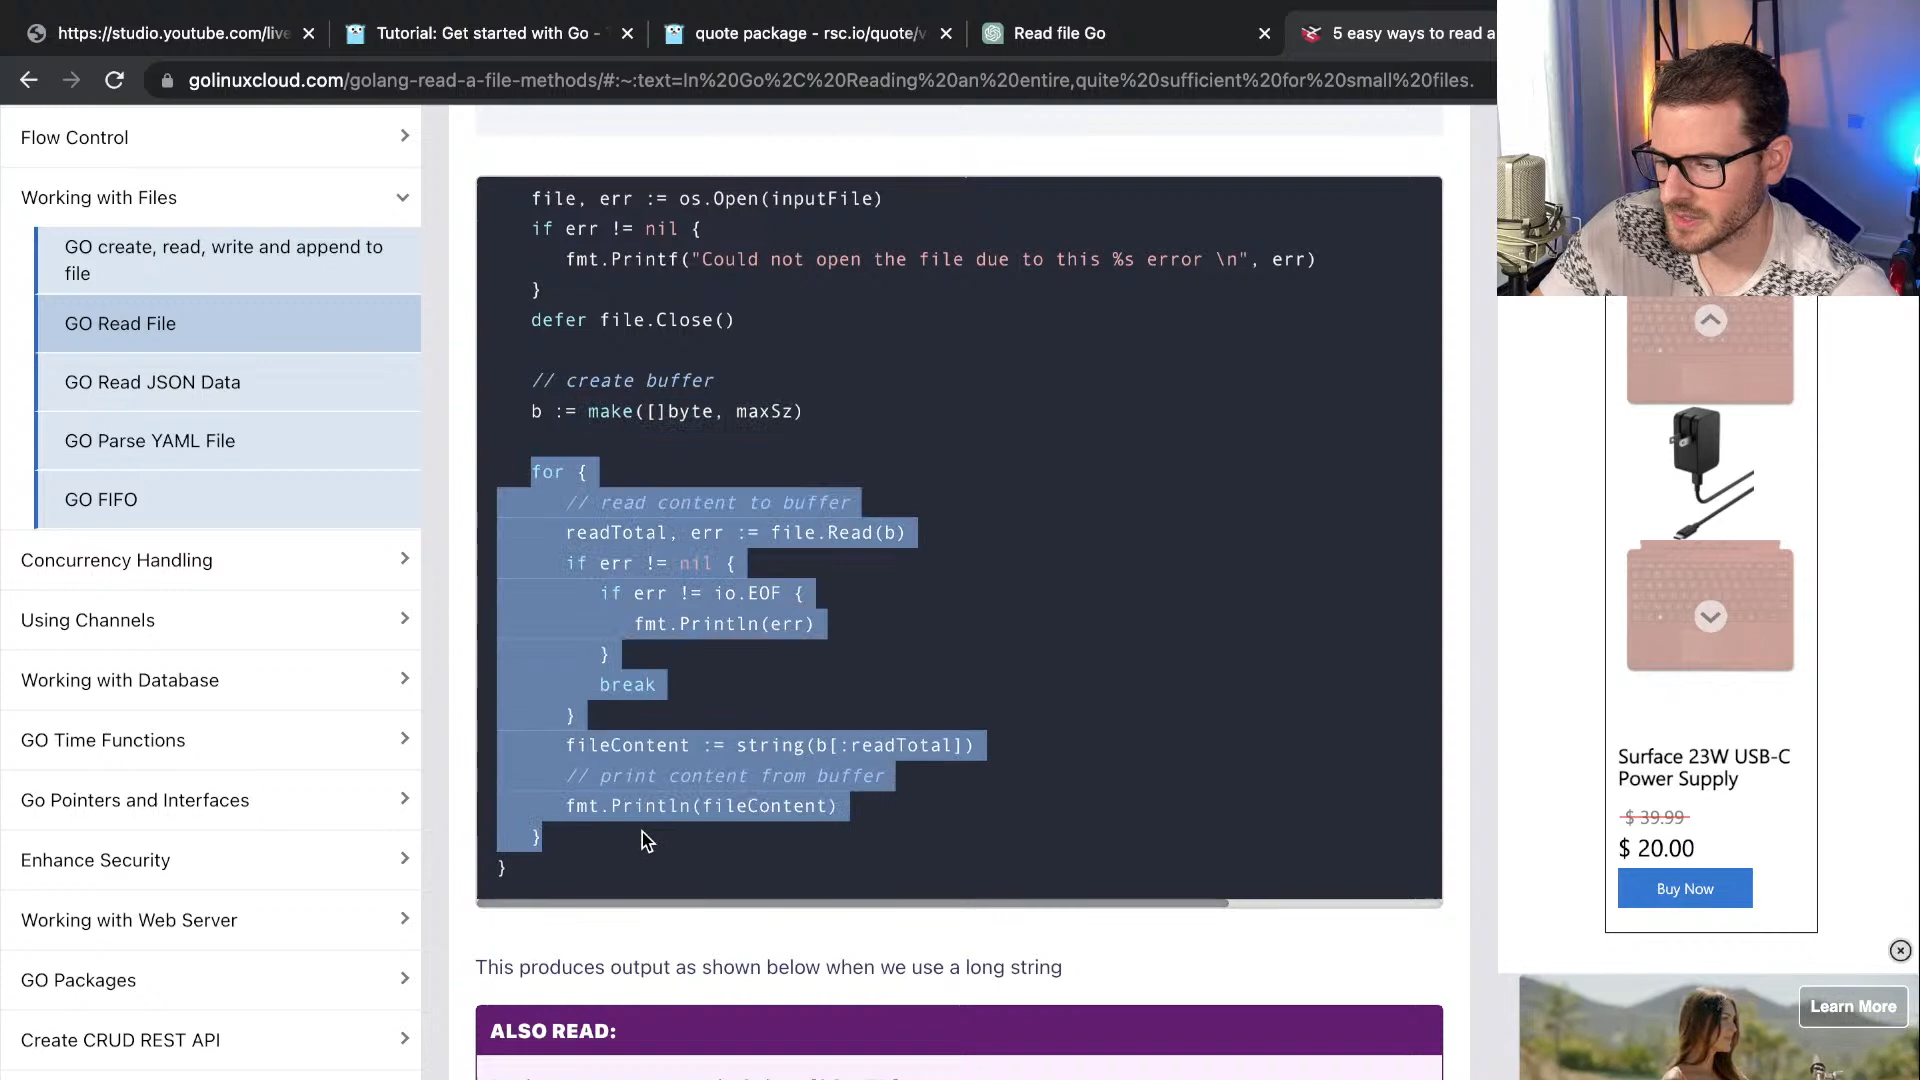 https://studio.youtube.com/live
Tutorial: Get started with Go -
quote package - rsc.io/quote/v
Read file Go
5 easy ways to read a
golinuxcloud.com/golang-read-a-file-methods/#:~:text=In%20Go%2C%20Reading%20an%20entire,quite%20sufficient%20for%20small%20files.
Flow Control
Working with Files
GO create, read, write and append to
file
GO Read File
GO Read JSON Data
GO Parse YAML File
GO FIFO
Concurrency Handling
Using Channels
Working with Database
GO Time Functions
Go Pointers and Interfaces
Enhance Security
Working with Web Server
GO Packages
Create CRUD REST API
file, err := os.Open(inputFile)
if err != nil {
fmt.Printf("Could not open the file due to this %s error \n", err)
}
defer file.Close()
// create buffer
b := make([]byte, maxSz)
for {
// read content to buffer
readTotal, err := file.Read(b)
if err != nil {
if err != io.EOF {
fmt.Println(err)
}
break
}
fileContent := string(b[:readTotal])
// print content from buffer
fmt.Println(fileContent)
}
}
This produces output as shown below when we use a long string
ALSO READ:
Surface 23W USB-C
Power Supply
$ 39.99
$ 20.00
Buy Now
Learn More